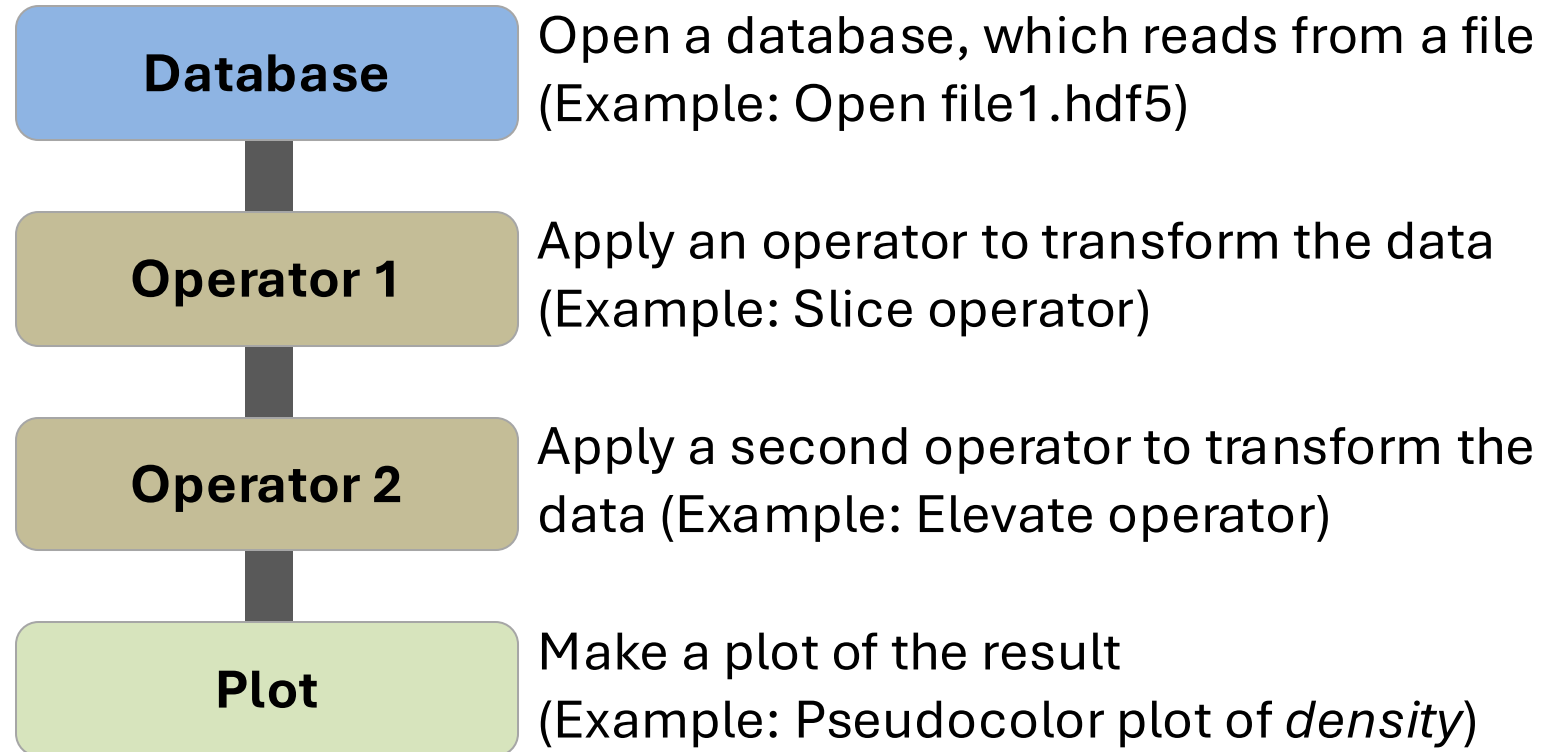 Database
Open a database, which reads from a file
(Example: Open file1.hdf5)
Operator 1
Apply an operator to transform the data
(Example: Slice operator)
Operator 2
Apply a second operator to transform the
data (Example: Elevate operator)
Plot
Make a plot of the result
(Example: Pseudocolor plot of density)